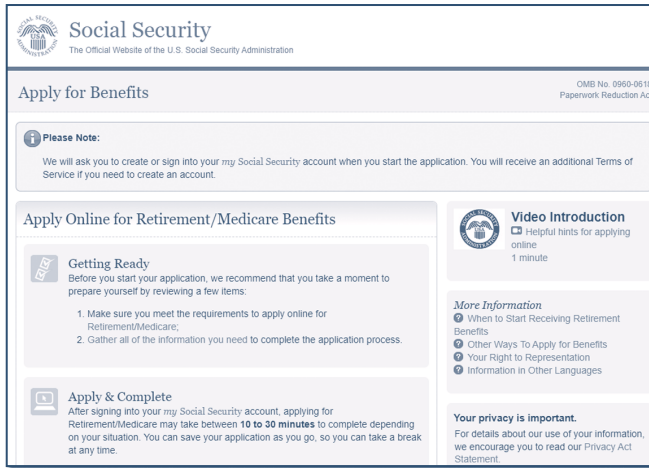 Social Security
The Official Website of the U.S. Social Security Administration
Apply for Benefits
OMB No. 0960-0618
Paperwork Reduction Ac
Please Note:
We will ask you to create or sign into your my Social Security account when you start the application. You will receive an additional Terms of
Service if you need to create an account.
Apply Online for Retirement/Medicare Benefits
Getting Ready
Before you start your application, we recommend that you take a moment to
prepare yourself by reviewing a few items:
1. Make sure you meet the requirements to apply online for
Retirement/Medicare;
2. Gather all of the information you need to complete the application process.
Apply & Complete
After signing into your my Social Security account, applying for
Retirement/Medicare may take between 10 to 30 minutes to complete depending
on your situation. You can save your application as you go, so you can take a break
at any time.
Video Introduction
Helpful hints for applying
online
1 minute
More Information
When to Start Receiving Retirement
Benefits
Other Ways To Apply for Benefits
Your Right to Representation
Information in Other Languages
Your privacy is important.
For details about our use of your information,
we encourage you to read our Privacy Act
Statement.